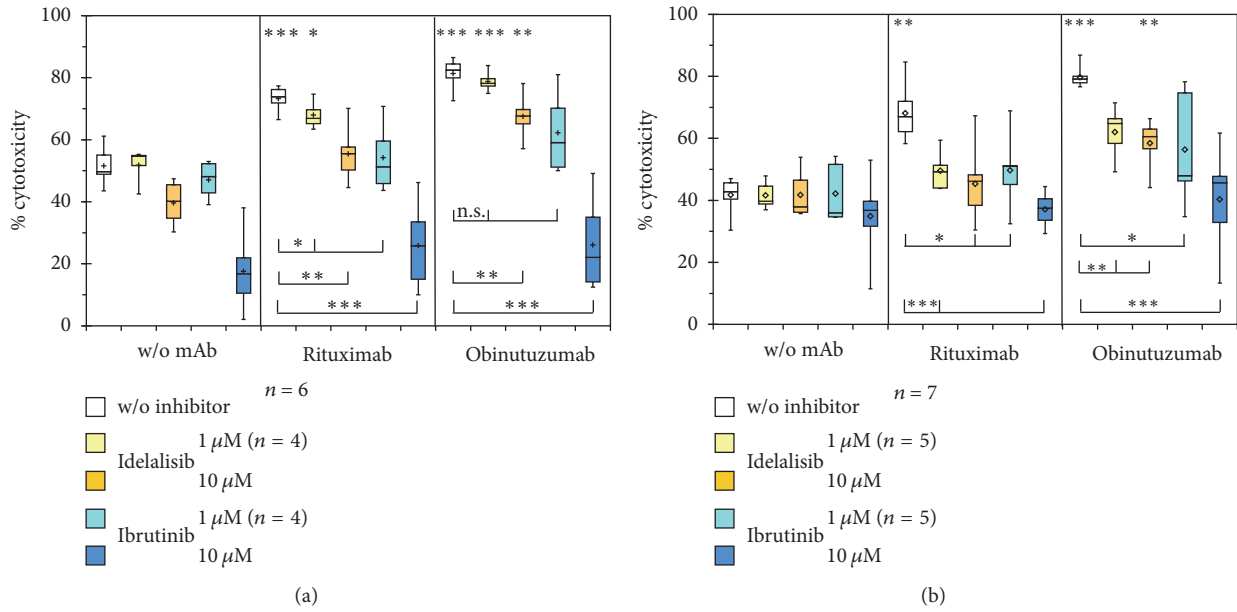 100
80
60
40
20
0
% cytotoxicity
*** *
*** *** **
n.s.
*
**
***
**
***
w/o mAb
Rituximab
Obinutuzumab
n = 6
w/o inhibitor
1 μM (n = 4)
Idelalisib
10 μM
1 μM (n = 4)
Ibrutinib
10 μM
(a)
100
80
60
40
20
0
% cytotoxicity
**
*** **
*
***
*
**
***
w/o mAb
Rituximab
Obinutuzumab
n = 7
w/o inhibitor
1 μM (n = 5)
Idelalisib
10 μM
1 μM (n = 5)
Ibrutinib
10 μM
(b)